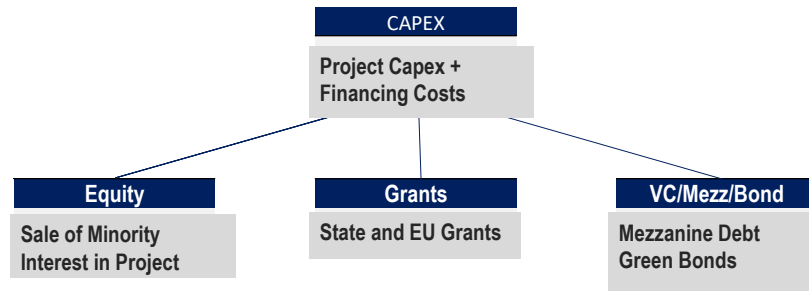 CAPEX
Project Capex +
Financing Costs
Equity
Sale of Minority
Interest in Project
Grants
State and EU Grants
VC/Mezz/Bond
Mezzanine Debt
Green Bonds